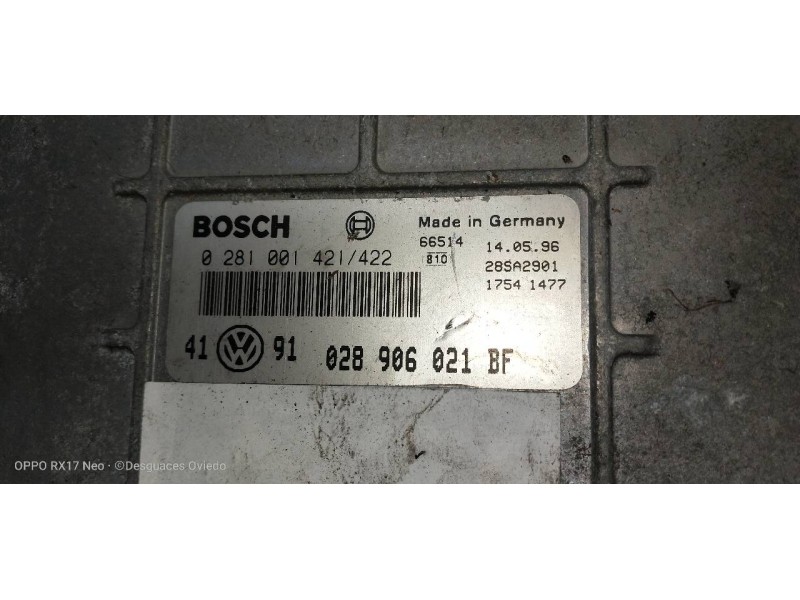 BOSCH
Made in Germany
0 281 001 421/422
66514
14.05.96
810
28SA2901
1754 1477
41 VW 91
028 906 021 BF
OPPO RX17 Neo · ©Desguaces Oviedo